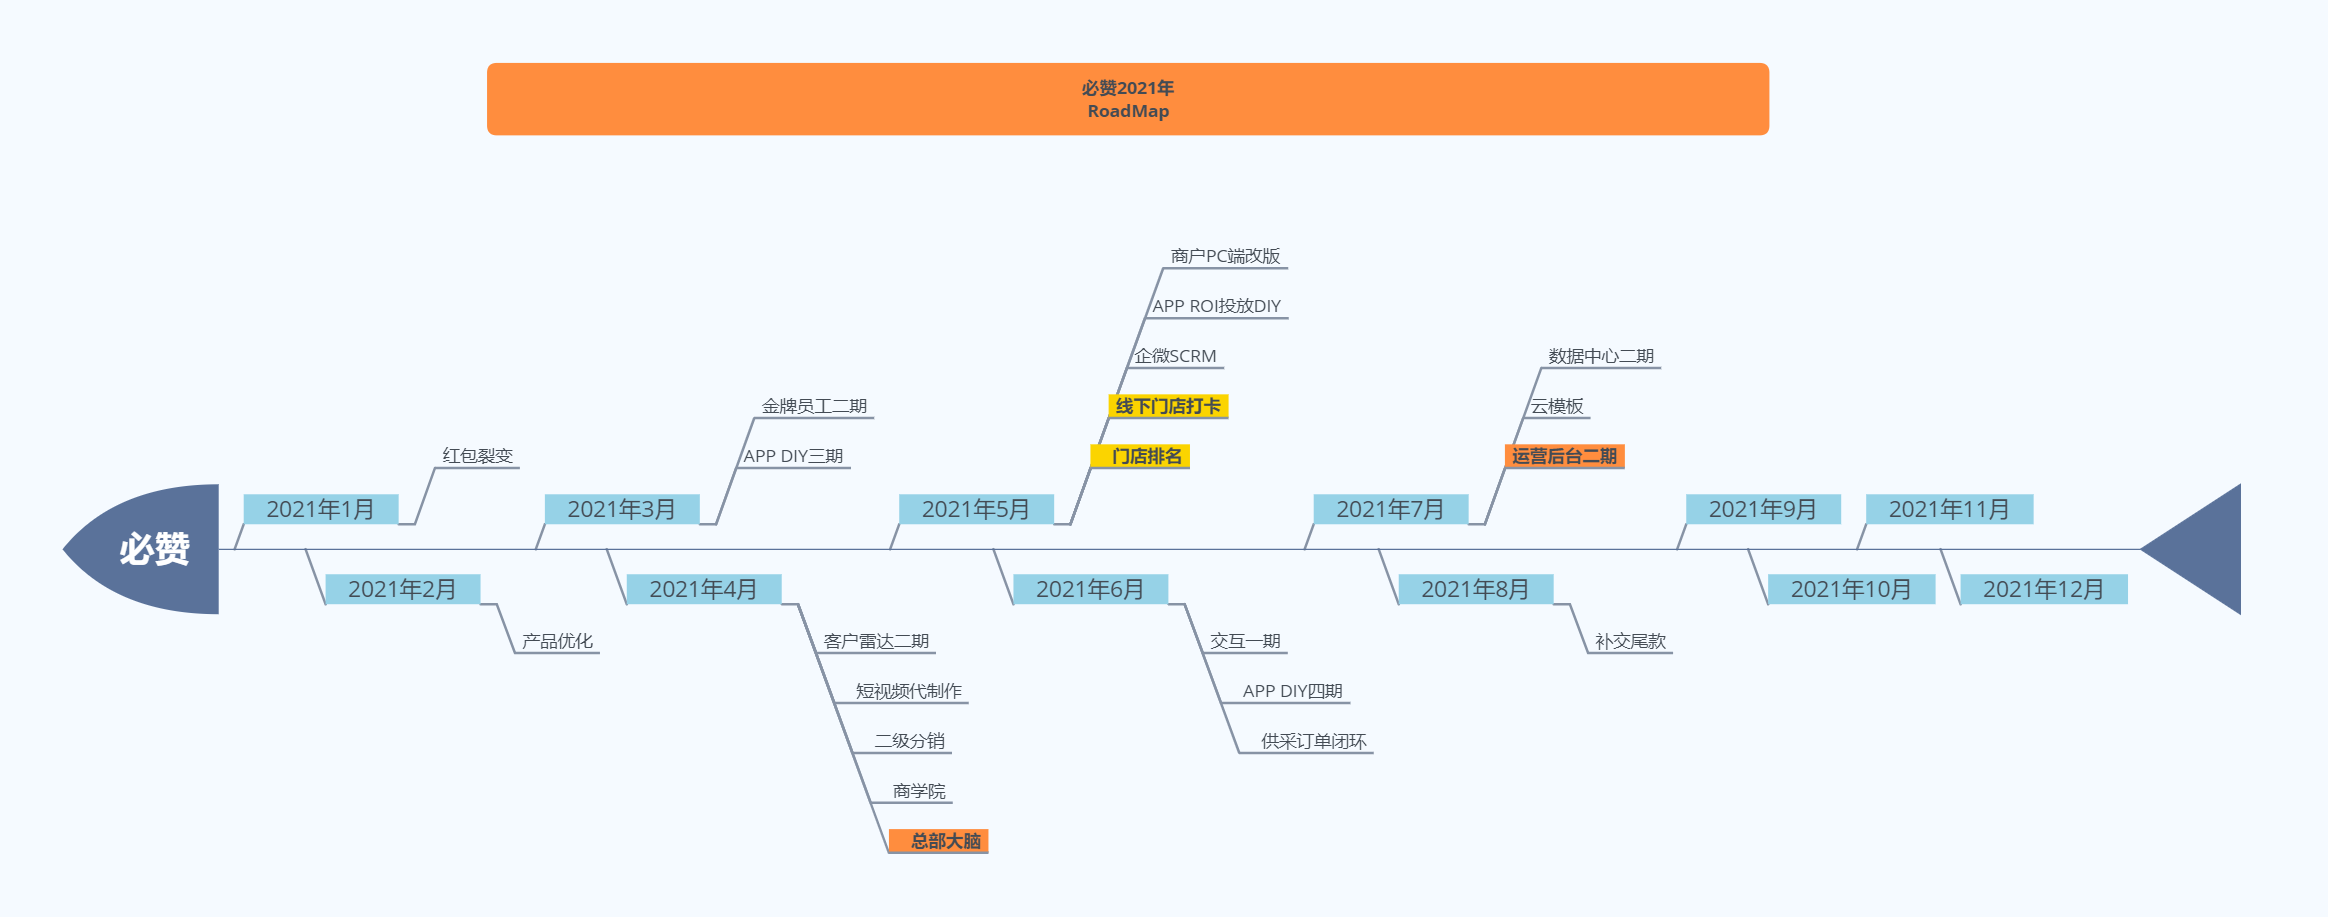 必赞2021年
RoadMap
必赞
2021年1月
红包裂变
2021年2月
产品优化
2021年3月
金牌员工二期
APP DIY三期
2021年4月
客户雷达二期
短视频代制作
二级分销
商学院
总部大脑
2021年5月
商户PC端改版
APP ROI投放DIY
企微SCRM
线下门店打卡
门店排名
2021年6月
交互一期
APP DIY四期
供采订单闭环
2021年7月
数据中心二期
云模板
运营后台二期
2021年8月
补交尾款
2021年9月
2021年10月
2021年11月
2021年12月